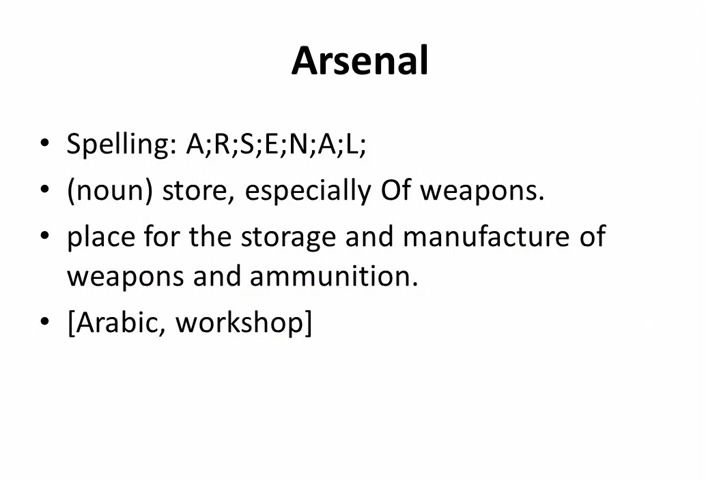 Arsenal
• Spelling: A;R;S;E;N;A;L;
• (noun) store, especially Of weapons.
• place for the storage and manufacture of
weapons and ammunition.
• [Arabic, workshop]